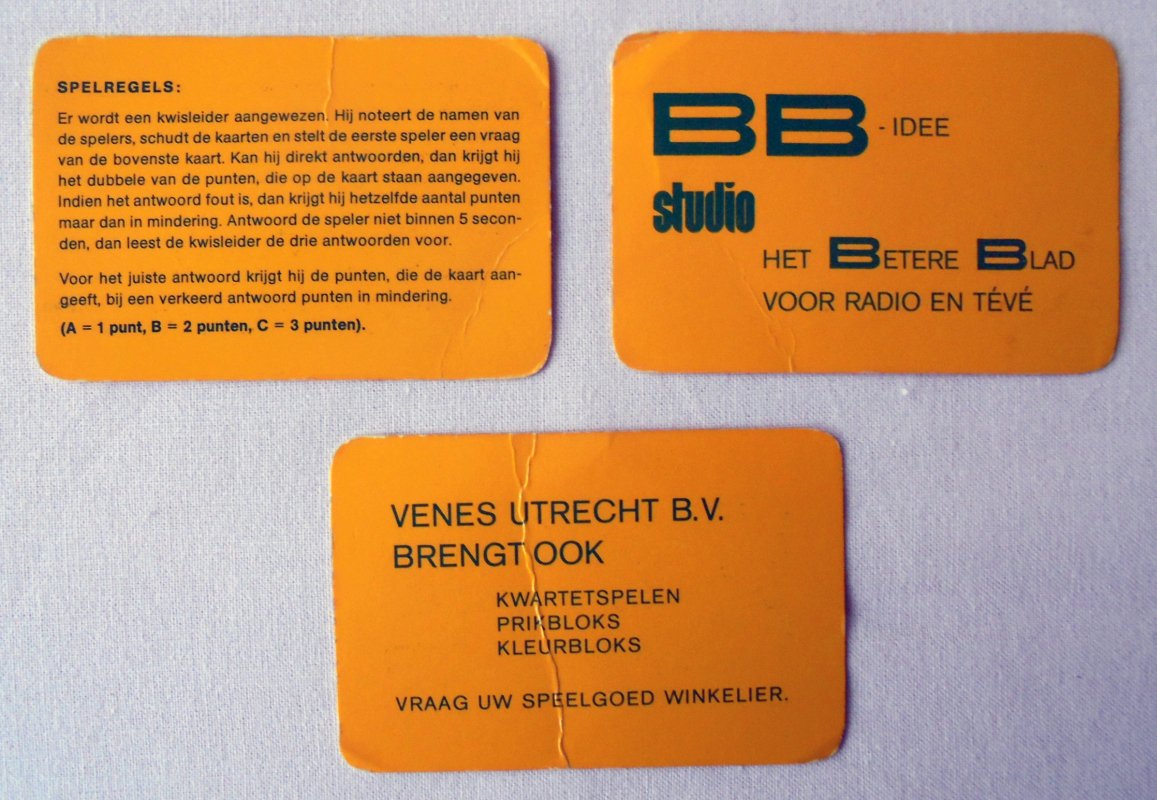 SPELREGELS:
Er wordt een kwisleider aangewezen. Hij noteert de namen van
de spelers, schudt de kaarten en stelt de eerste speler een vraag
van de bovenste kaart. Kan hij direkt antwoorden, dan krijgt hij
het dubbele van de punten, die op de kaart staan aangegeven.
Indien het antwoord fout is, dan krijgt hij hetzelfde aantal punten
maar dan in mindering. Antwoord de speler niet binnen 5 secon-
den, dan leest de kwisleider de drie antwoorden voor.
Voor het juiste antwoord krijgt hij de punten, die de kaart aan-
geeft, bij een verkeerd antwoord punten in mindering.
(A = 1 punt, B = 2 punten, C = 3 punten).
BB - IDEE
studio
HET BETERE BLAD
VOOR RADIO EN TÉVÉ
VENES UTRECHT B.V.
BRENGT OOK
KWARTETSPELEN
PRIKBLOKS
KLEURBLOKS
VRAAG UW SPEELGOED WINKELIER.